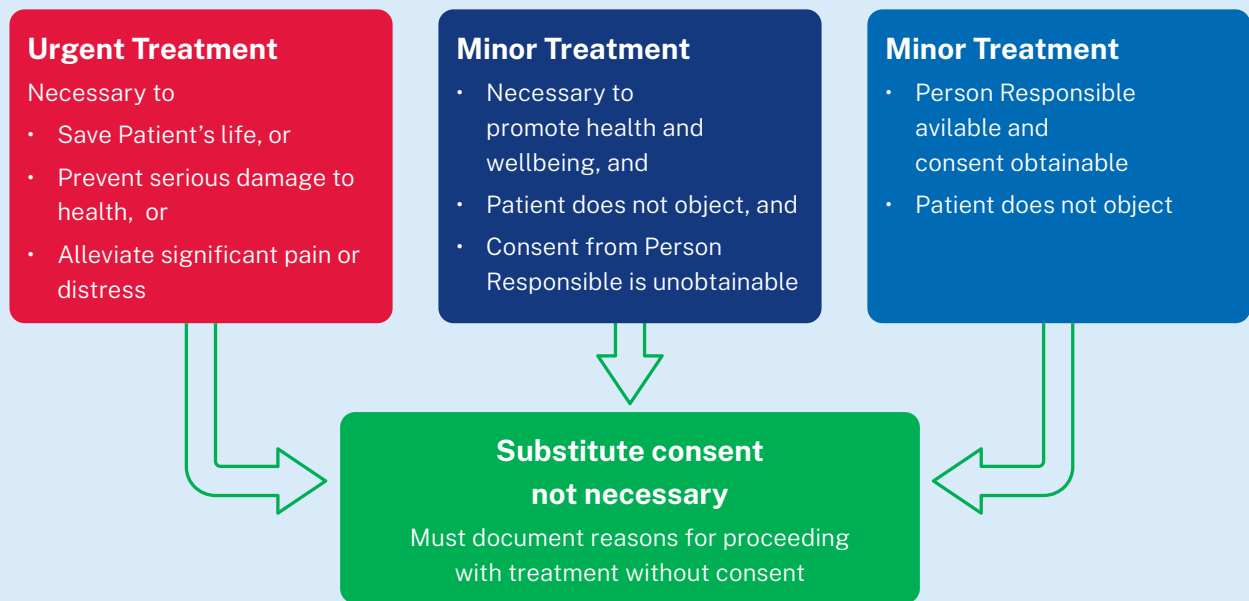 Urgent Treatment
Necessary to
• Save Patient’s life, or
• Prevent serious damage to
health,  or
• Alleviate significant pain or
distress
Minor Treatment
• Necessary to
promote health and
wellbeing, and
• Patient does not object, and
• Consent from Person
Responsible is unobtainable
Minor Treatment
• Person Responsible
avilable and
consent obtainable
• Patient does not object
Substitute consent
not necessary
Must document reasons for proceeding
with treatment without consent